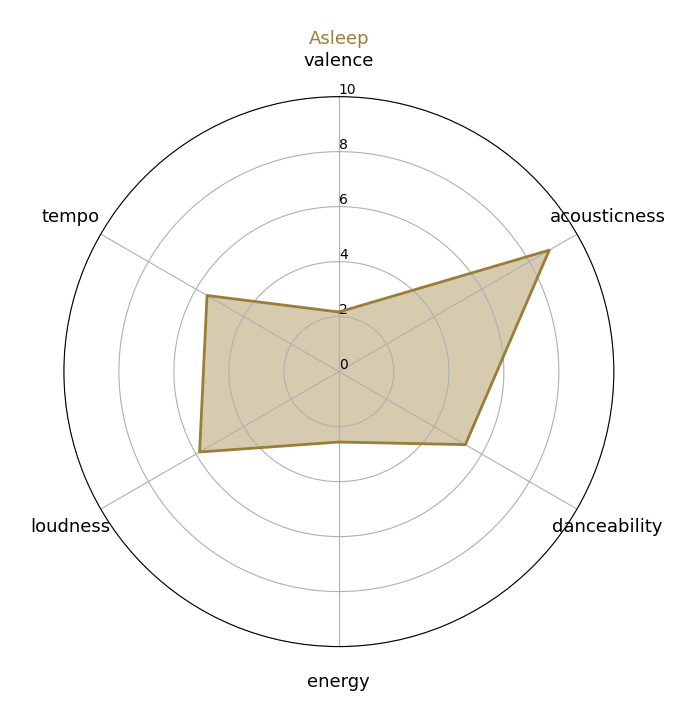 Asleep
valence
10
8
6
4
2
0
tempo
acousticness
loudness
danceability
energy